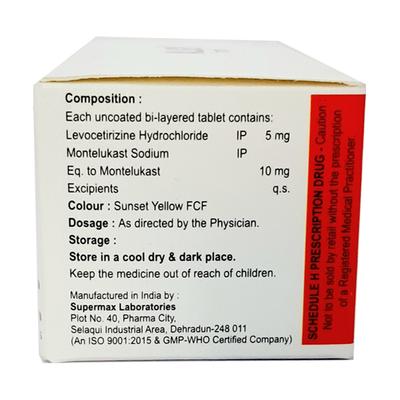 Composition :
Each uncoated bi-layered tablet contains:
Levocetirizine Hydrochloride IP 5 mg
Montelukast Sodium IP
Eq. to Montelukast 10 mg
Excipients q.s.
Colour : Sunset Yellow FCF
Dosage : As directed by the Physician.
Storage :
Store in a cool dry & dark place.
Keep the medicine out of reach of children.
Manufactured in India by :
Supermax Laboratories
Plot No. 40, Pharma City,
Selaqui Industrial Area, Dehradun-248 011
(An ISO 9001:2015 & GMP-WHO Certified Company)
SCHEDULE H PRESCRIPTION DRUG - Caution
Not to be sold by retail without the prescription
of a Registered Medical Practitioner.